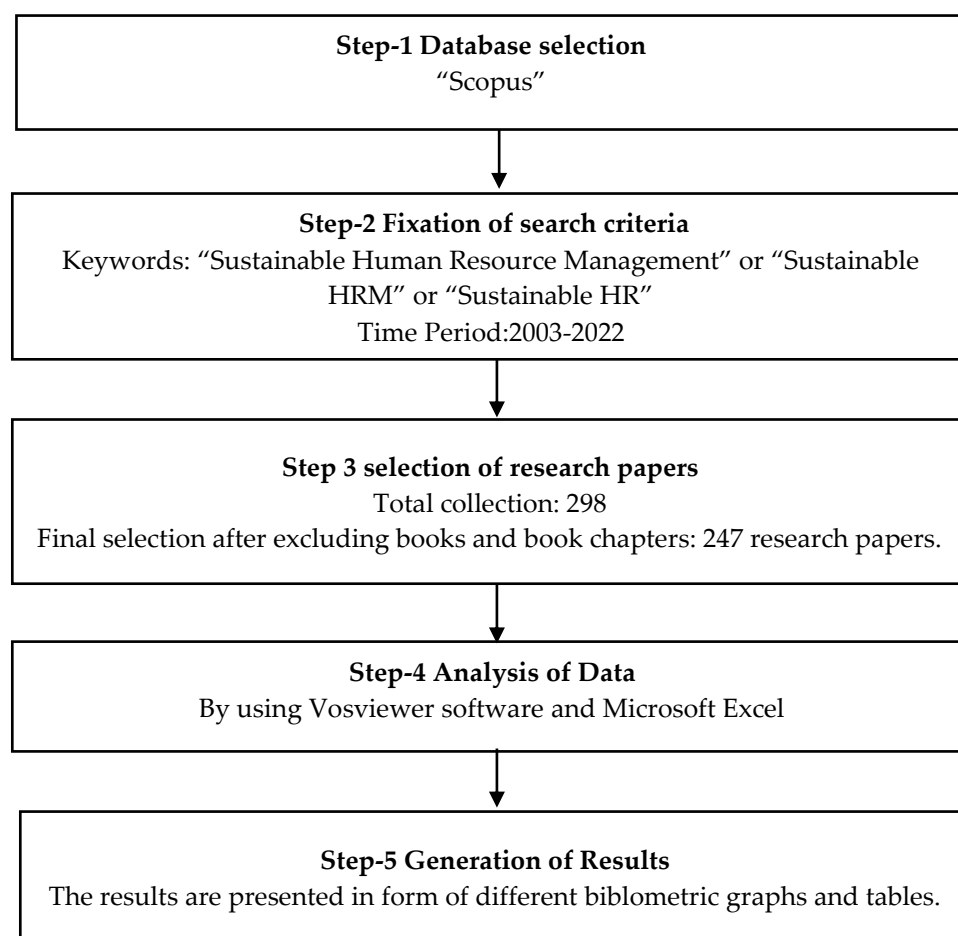 Step-1 Database selection
“Scopus”
Step-2 Fixation of search criteria
Keywords: “Sustainable Human Resource Management” or “Sustainable
HRM” or “Sustainable HR”
Time Period:2003-2022
Step 3 selection of research papers
Total collection: 298
Final selection after excluding books and book chapters: 247 research papers.
Step-4 Analysis of Data
By using Vosviewer software and Microsoft Excel
Step-5 Generation of Results
The results are presented in form of different biblometric graphs and tables.